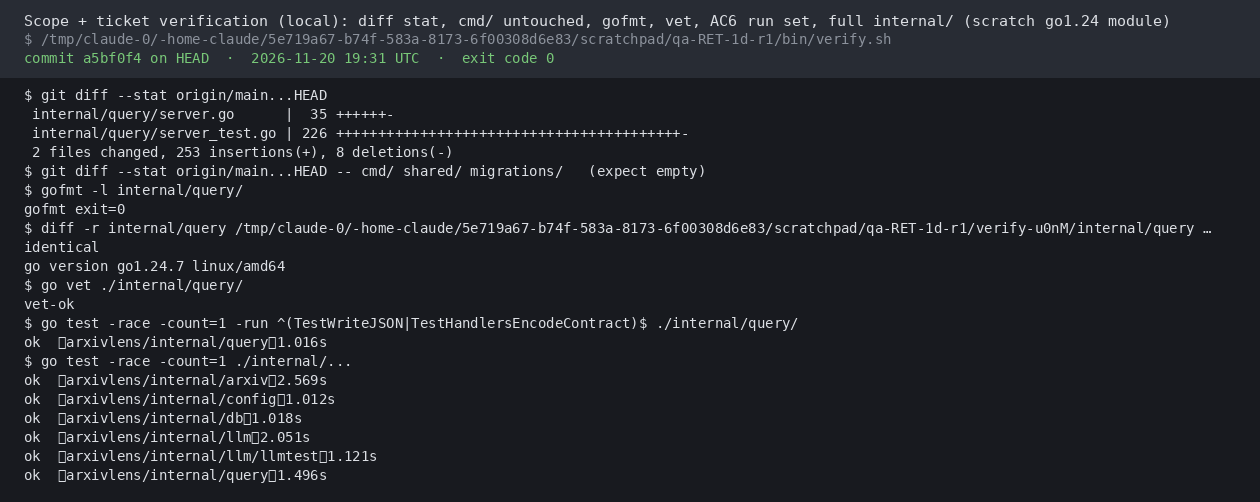 Scope + ticket verification (local): diff stat, cmd/ untouched, gofmt, vet, AC6 run set, full internal/ (scratch go1.24 module)
$ /tmp/claude-0/-home-claude/5e719a67-b74f-583a-8173-6f00308d6e83/scratchpad/qa-RET-1d-r1/bin/verify.sh
commit a5bf0f4 on HEAD · 2026-11-20 19:31 UTC · exit code 0
$ git diff --stat origin/main...HEAD
internal/query/server.go | 35 ++++++-
internal/query/server_test.go | 226 +++++++++++++++++++++++++++++++++++++++++-
2 files changed, 253 insertions(+), 8 deletions(-)
$ git diff --stat origin/main...HEAD -- cmd/ shared/ migrations/ (expect empty)
$ gofmt -l internal/query/
gofmt exit=0
$ diff -r internal/query /tmp/claude-0/-home-claude/5e719a67-b74f-583a-8173-6f00308d6e83/scratchpad/qa-RET-1d-r1/verify-u0nM/internal/query …
identical
go version go1.24.7 linux/amd64
$ go vet ./internal/query/
vet-ok
$ go test -race -count=1 -run ^(TestWriteJSON|TestHandlersEncodeContract)$ ./internal/query/
ok □arxivlens/internal/query□1.016s
$ go test -race -count=1 ./internal/...
ok □arxivlens/internal/arxiv□2.569s
ok □arxivlens/internal/config□1.012s
ok □arxivlens/internal/db□1.018s
ok □arxivlens/internal/llm□2.051s
ok □arxivlens/internal/llm/llmtest□1.121s
ok □arxivlens/internal/query□1.496s